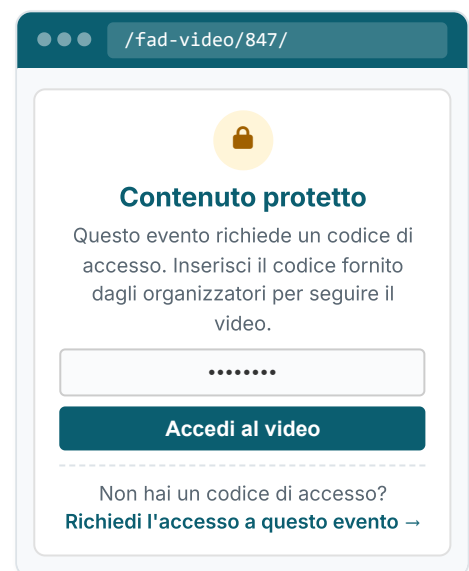 /fad-video/847/
Contenuto protetto
Questo evento richiede un codice di
accesso. Inserisci il codice fornito
dagli organizzatori per seguire il
video.
••••••••
Accedi al video
Non hai un codice di accesso?
Richiedi l'accesso a questo evento →